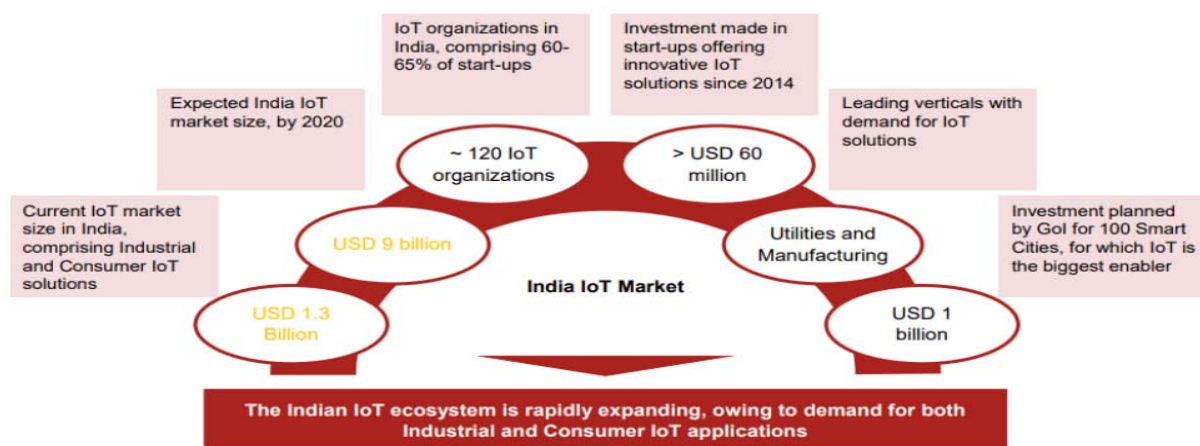 IoT organizations in
India, comprising 60-
65% of start-ups
Investment made in
start-ups offering
innovative IoT
solutions since 2014
Expected India IoT
market size, by 2020
Leading verticals with
demand for IoT
solutions
~ 120 IoT
organizations
> USD 60
million
Current IoT market
size in India,
comprising Industrial
and Consumer IoT
solutions
USD 9 billion
Utilities and
Manufacturing
Investment planned
by GoI for 100 Smart
Cities, for which IoT is
the biggest enabler
India IoT Market
USD 1.3
Billion
USD 1
billion
The Indian IoT ecosystem is rapidly expanding, owing to demand for both
Industrial and Consumer IoT applications